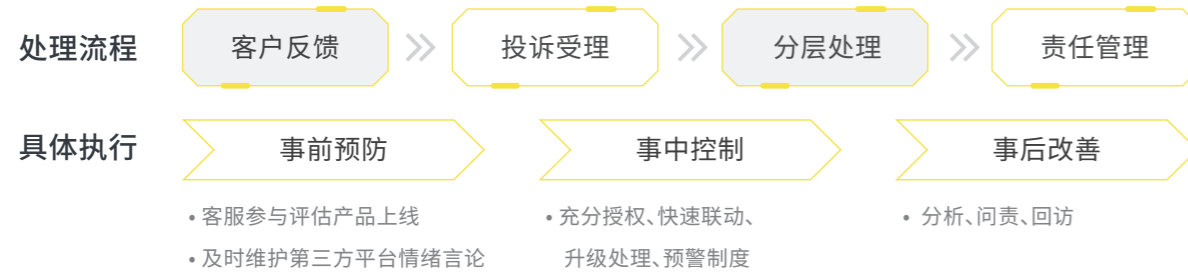 处理流程 客户反馈 投诉受理 分层处理 责任管理
具体执行 事前预防 事中控制 事后改善
• 客服参与评估产品上线 • 充分授权、快速联动、 • 分析、问责、回访
• 及时维护第三方平台情绪言论 升级处理、预警制度